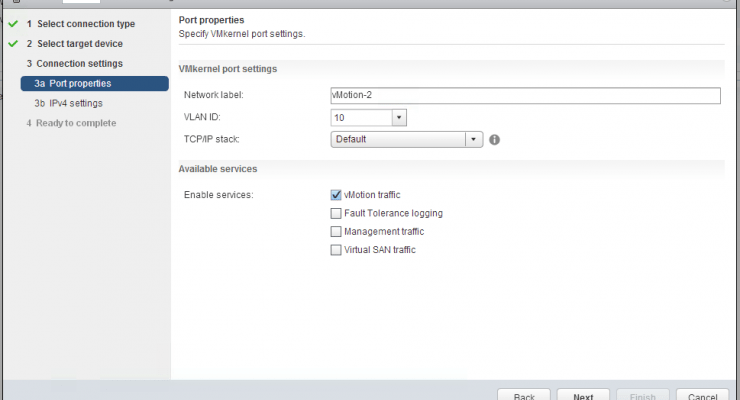 1 Select connection type
2 Select target device
3 Connection settings
3a Port properties
3b IPv4 settings
4 Ready to complete
Port properties
Specify VMkernel port settings.
VMkernel port settings
Network label: vMotion-2
VLAN ID: 10
TCP/IP stack: Default
Available services
Enable services: vMotion traffic
Fault Tolerance logging
Management traffic
Virtual SAN traffic
Back Next Finish Cancel